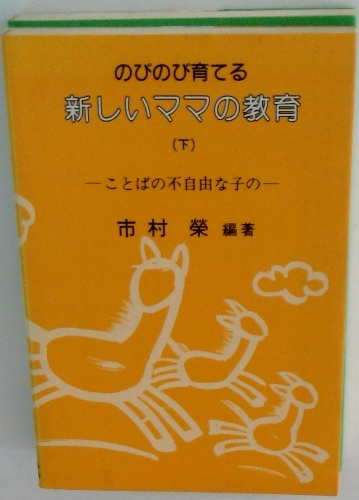 のびのび育てる
新しいママの教育
(下)
―ことばの不自由な子の―
市村 榮 編著